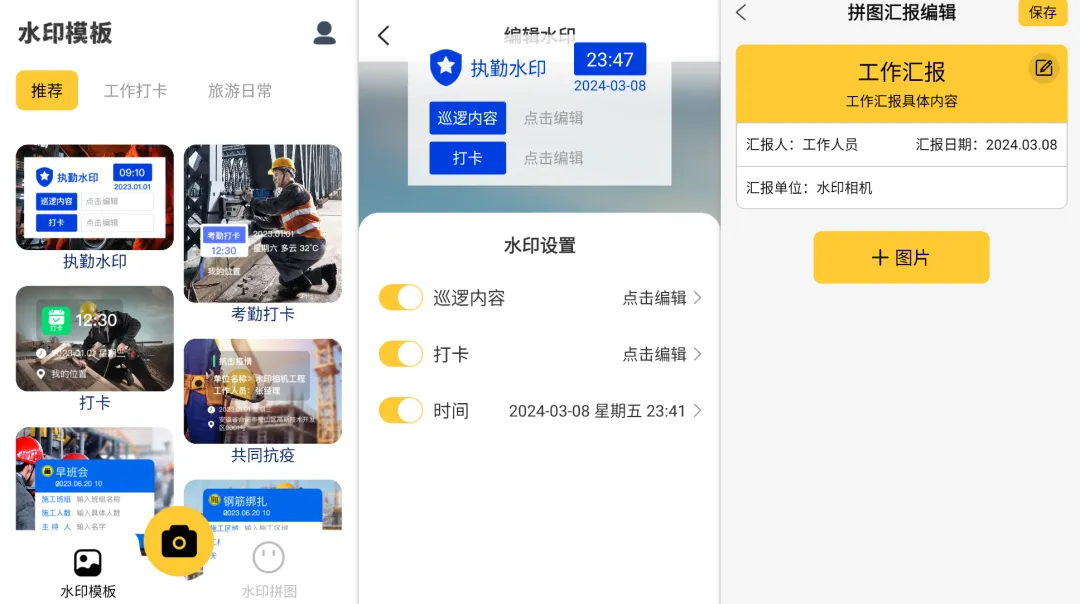 水印模板
推荐
工作打卡
旅游日常
执勤水印
09:10
2023.01.01
巡逻内容
点击编辑
打卡
点击编辑
执勤水印
考勤打卡
12:30
2023.01.01
星期六 多云 32°C
我的位置
考勤打卡
打卡
12:30
2023.01.02 星期二
我的位置
打卡
抗击疫情
单位名称：水印相机工程
工作人员：张经理
共同抗疫
早班会
2023.06.20 10
施工班组 输入班组名称
施工人数 输入具体人数
主 持 人 输入名字
钢筋绑扎
2023.06.20 10
施工区域 输入施工区域
水印模板
水印拼图
编辑水印
执勤水印
23:47
2024-03-08
巡逻内容
点击编辑
打卡
点击编辑
水印设置
巡逻内容
点击编辑
打卡
点击编辑
时间
2024-03-08 星期五 23:41
拼图汇报编辑
保存
工作汇报
工作汇报具体内容
汇报人：工作人员
汇报日期：2024.03.08
汇报单位：水印相机
+ 图片